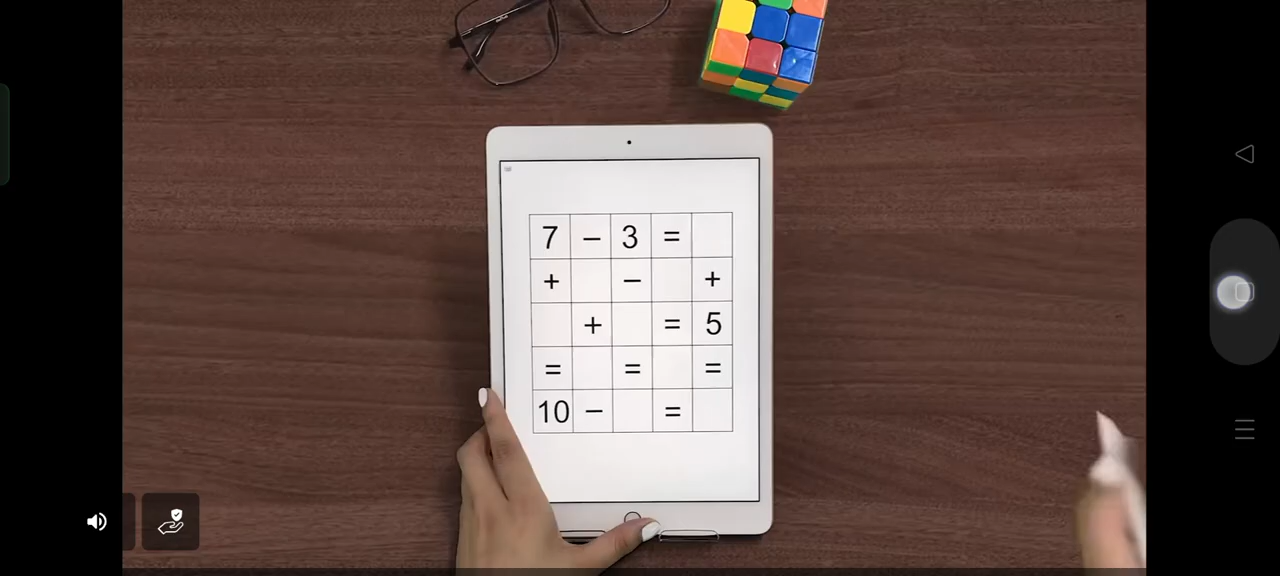 7 − 3 =
+ − +
+ = 5
= = =
10 − =